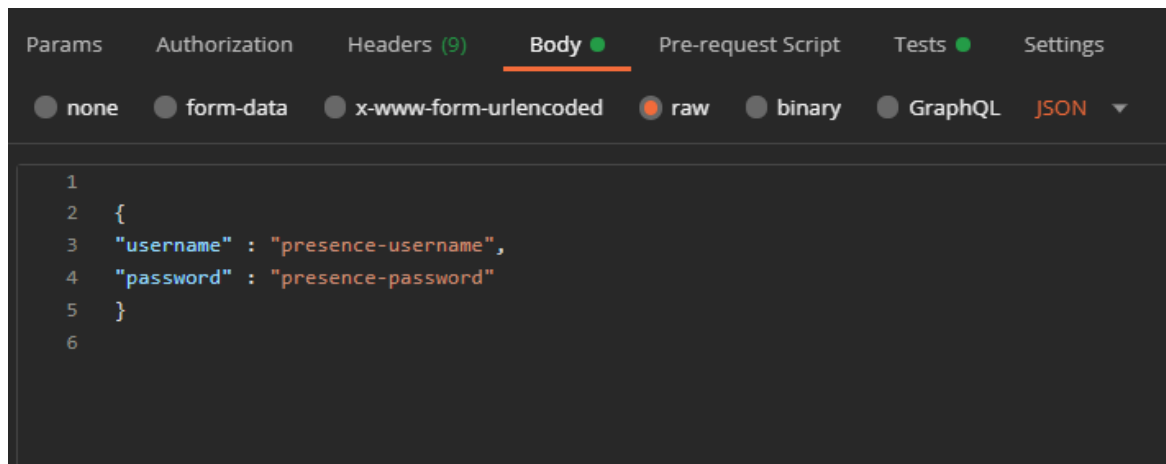 Params Authorization Headers (9) Body Pre-request Script Tests Settings
none form-data x-www-form-urlencoded raw binary GraphQL JSON
1
2 {
3 "username" : "presence-username",
4 "password" : "presence-password"
5 }
6